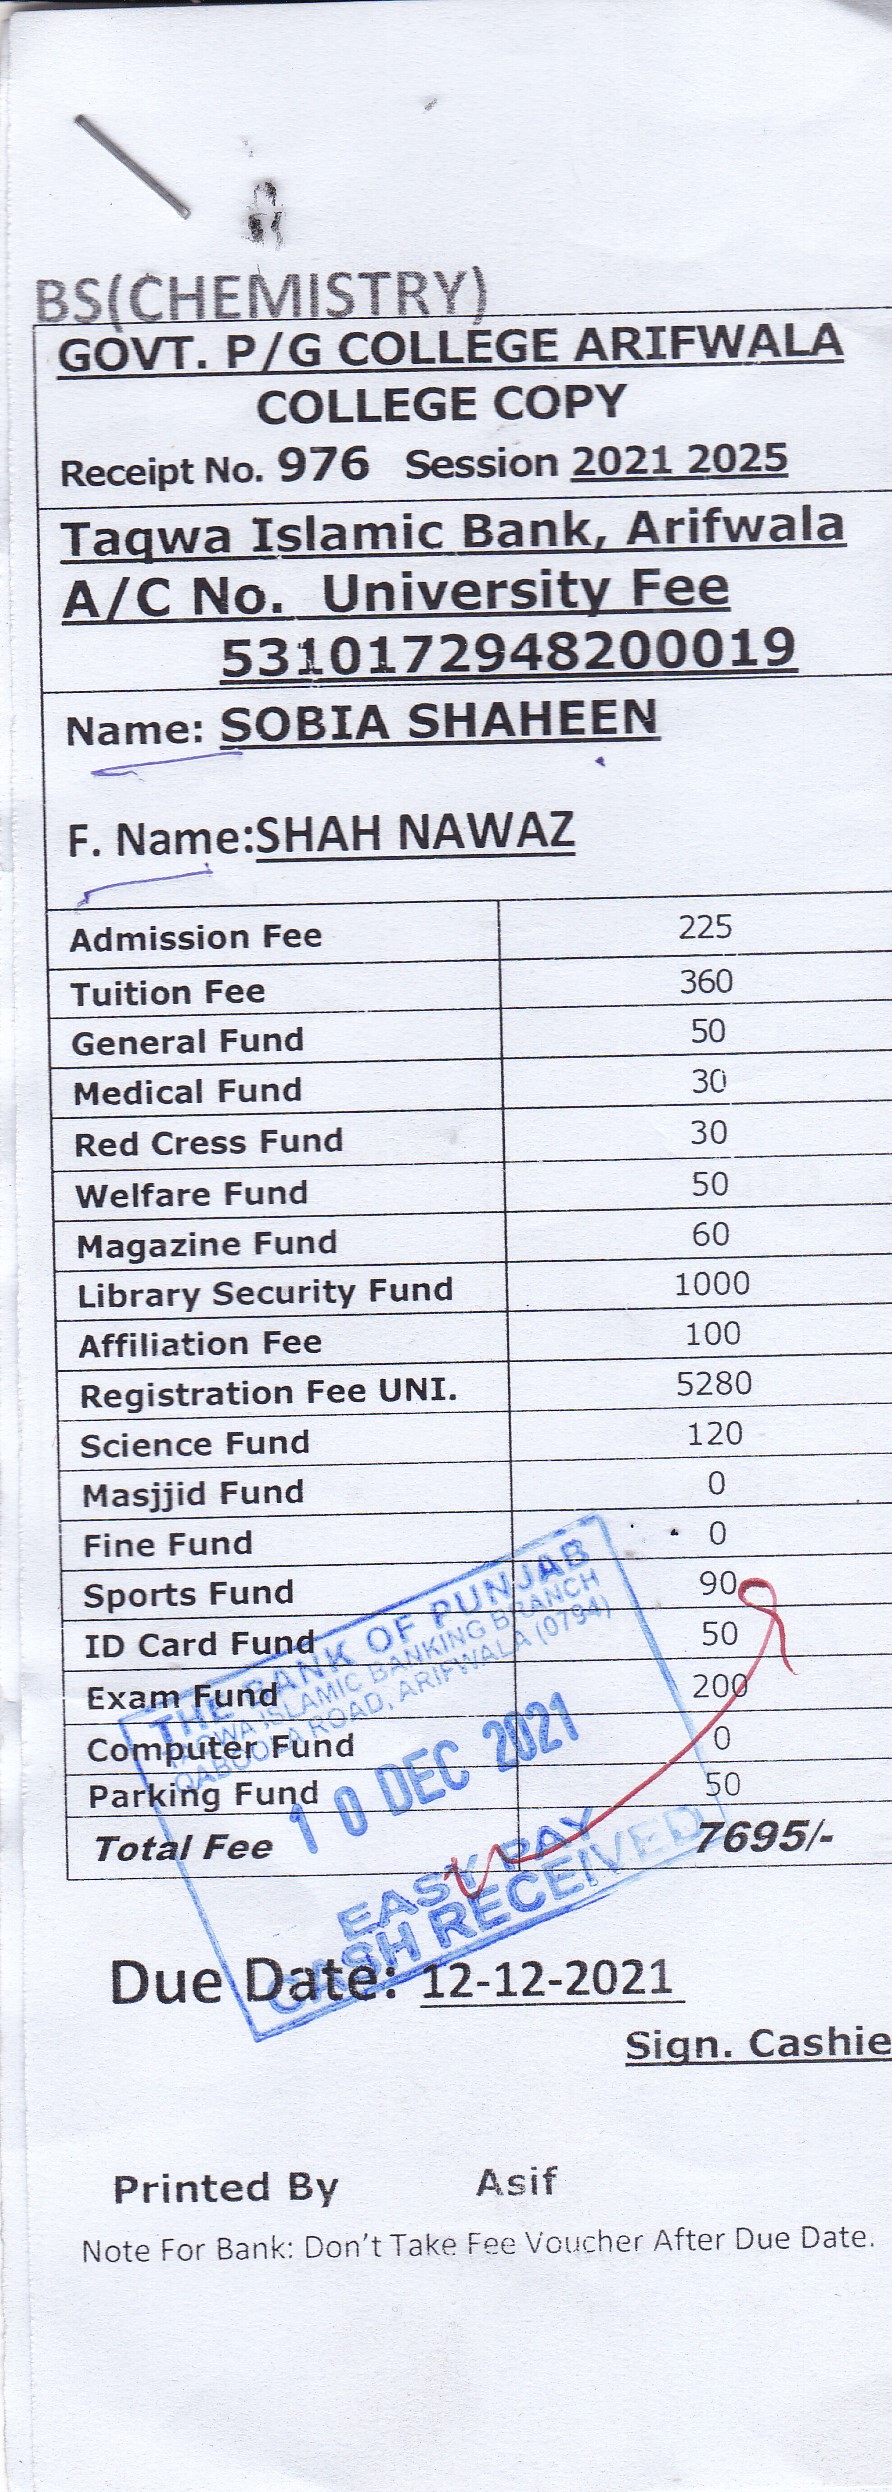 BS(CHEMISTRY)
GOVT. P/G COLLEGE ARIFWALA
COLLEGE COPY
Receipt No. 976 Session 2021 2025
Taqwa Islamic Bank, Arifwala
A/C No. University Fee
5310172948200019
Name: SOBIA SHAHEEN
F. Name:SHAH NAWAZ
Admission Fee 225
Tuition Fee 360
General Fund 50
Medical Fund 30
Red Cress Fund 30
Welfare Fund 50
Magazine Fund 60
Library Security Fund 1000
Affiliation Fee 100
Registration Fee UNI. 5280
Science Fund 120
Masjjid Fund 0
Fine Fund 0
Sports Fund 90
ID Card Fund 50
Exam Fund 200
Computer Fund 0
Parking Fund 50
Total Fee 7695/-
THE BANK OF PUNJAB
TAQWA ISLAMIC BANKING BRANCH
QABOOLA ROAD, ARIFWALA (0794)
10 DEC 2021
EASY PAY
CASH RECEIVED
Due Date: 12-12-2021
Sign. Cashie
Printed By Asif
Note For Bank: Don't Take Fee Voucher After Due Date.